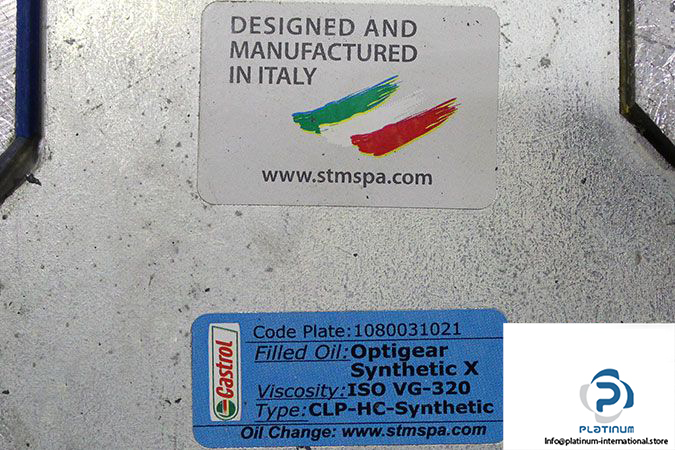 DESIGNED AND
MANUFACTURED
IN ITALY
www.stmspa.com
Castrol
Code Plate:1080031021
Filled Oil:Optigear
Synthetic X
Viscosity:ISO VG-320
Type:CLP-HC-Synthetic
Oil Change: www.stmspa.com
PLATINUM
Info@platinum-international.store